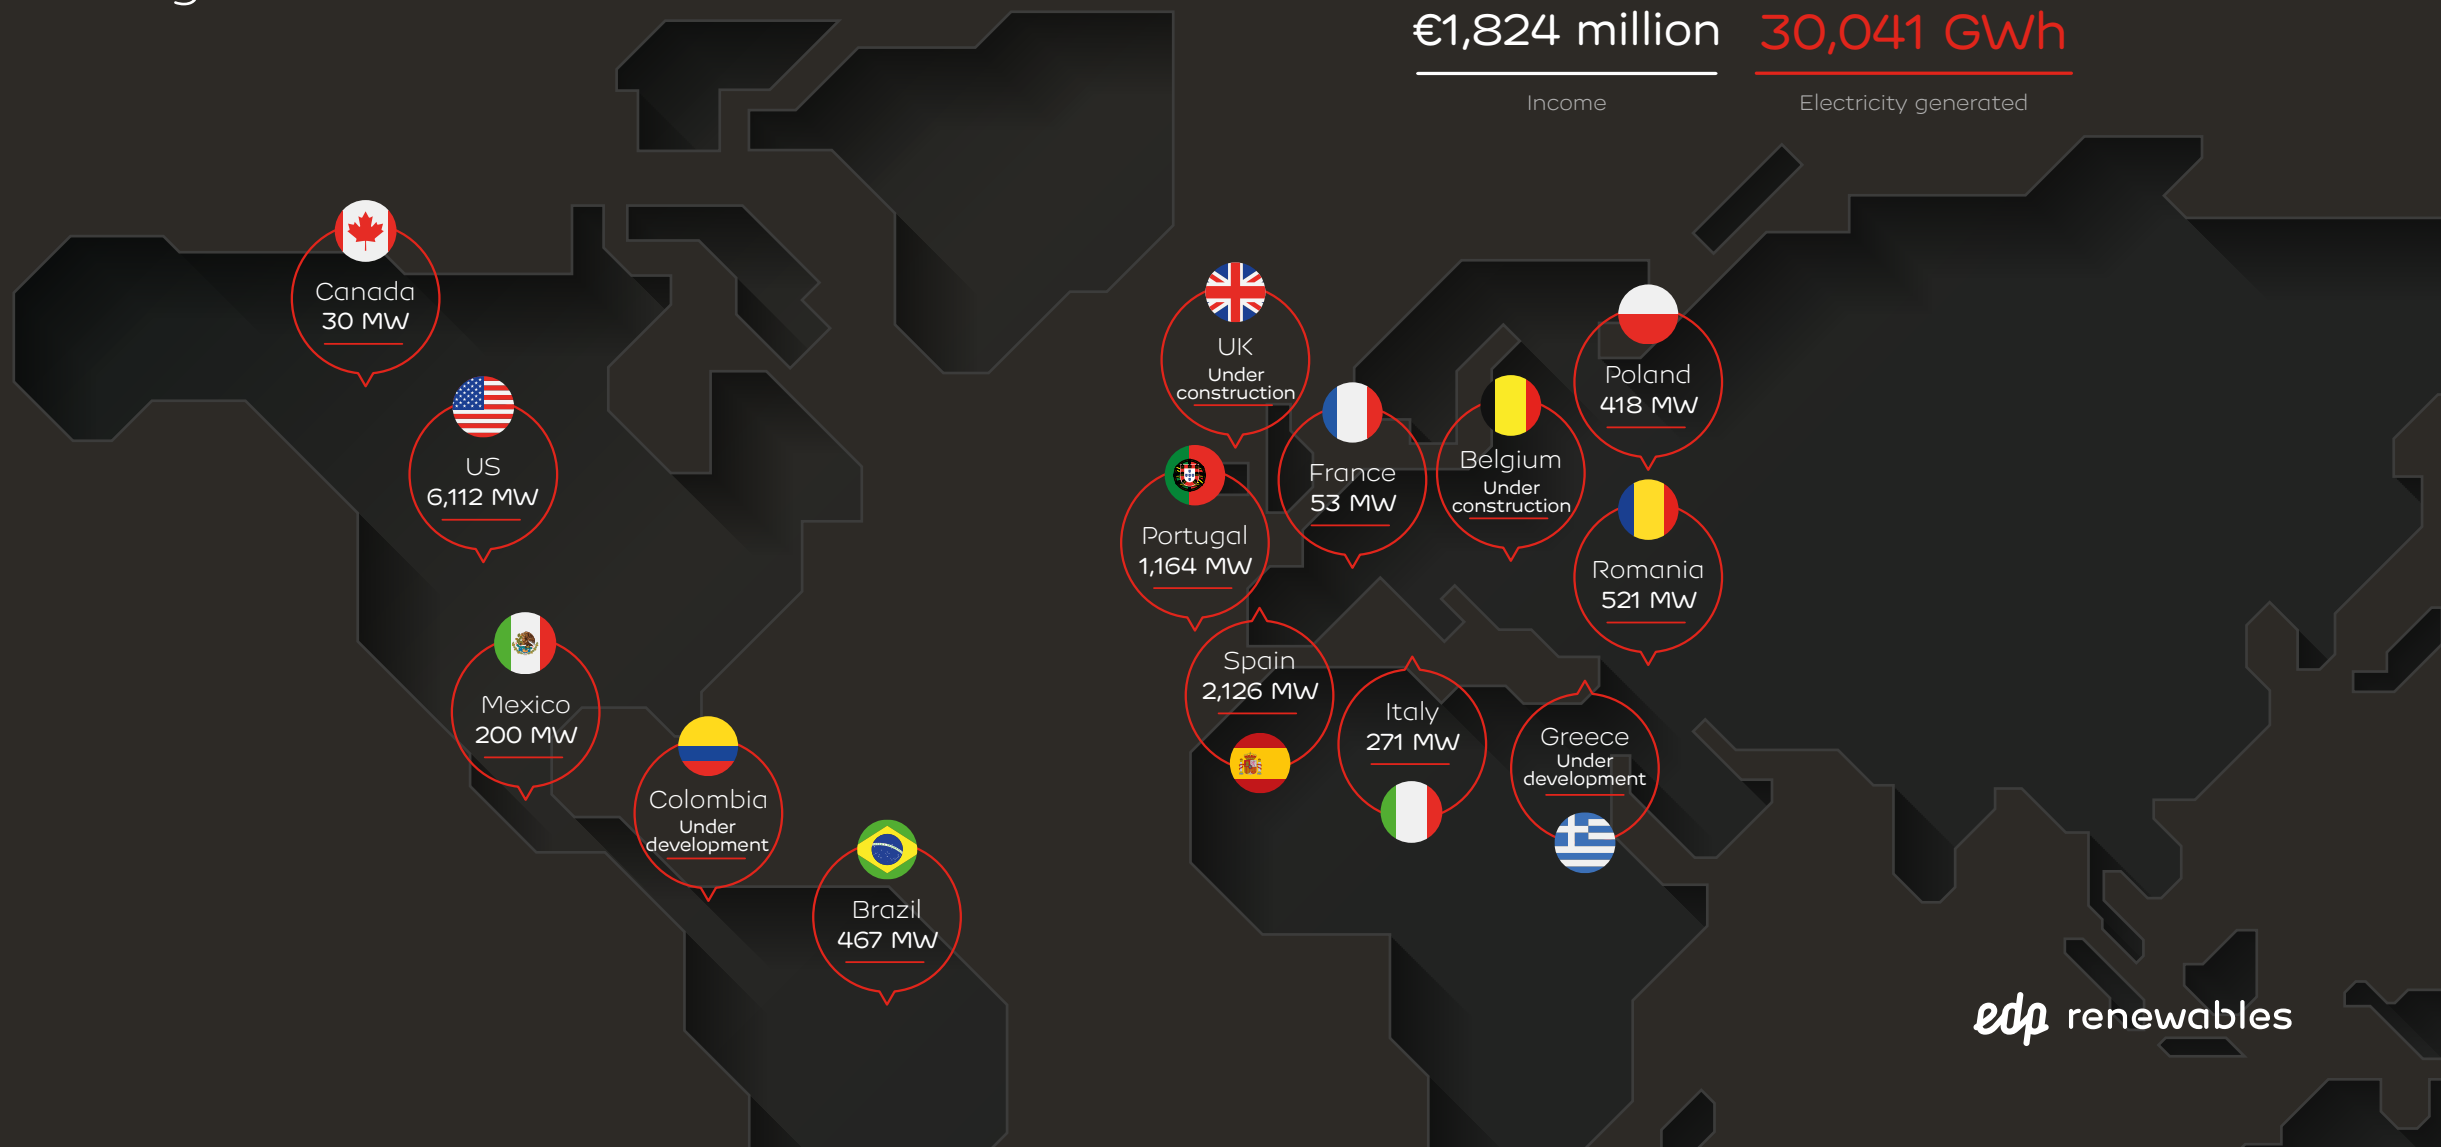 €1,824 million
Income
30,041 GWh
Electricity generated
Canada
30 MW
US
6,112 MW
Mexico
200 MW
Colombia
Under
development
Brazil
467 MW
UK
Under
construction
Portugal
1,164 MW
France
53 MW
Belgium
Under
construction
Poland
418 MW
Romania
521 MW
Spain
2,126 MW
Italy
271 MW
Greece
Under
development
edp renewables